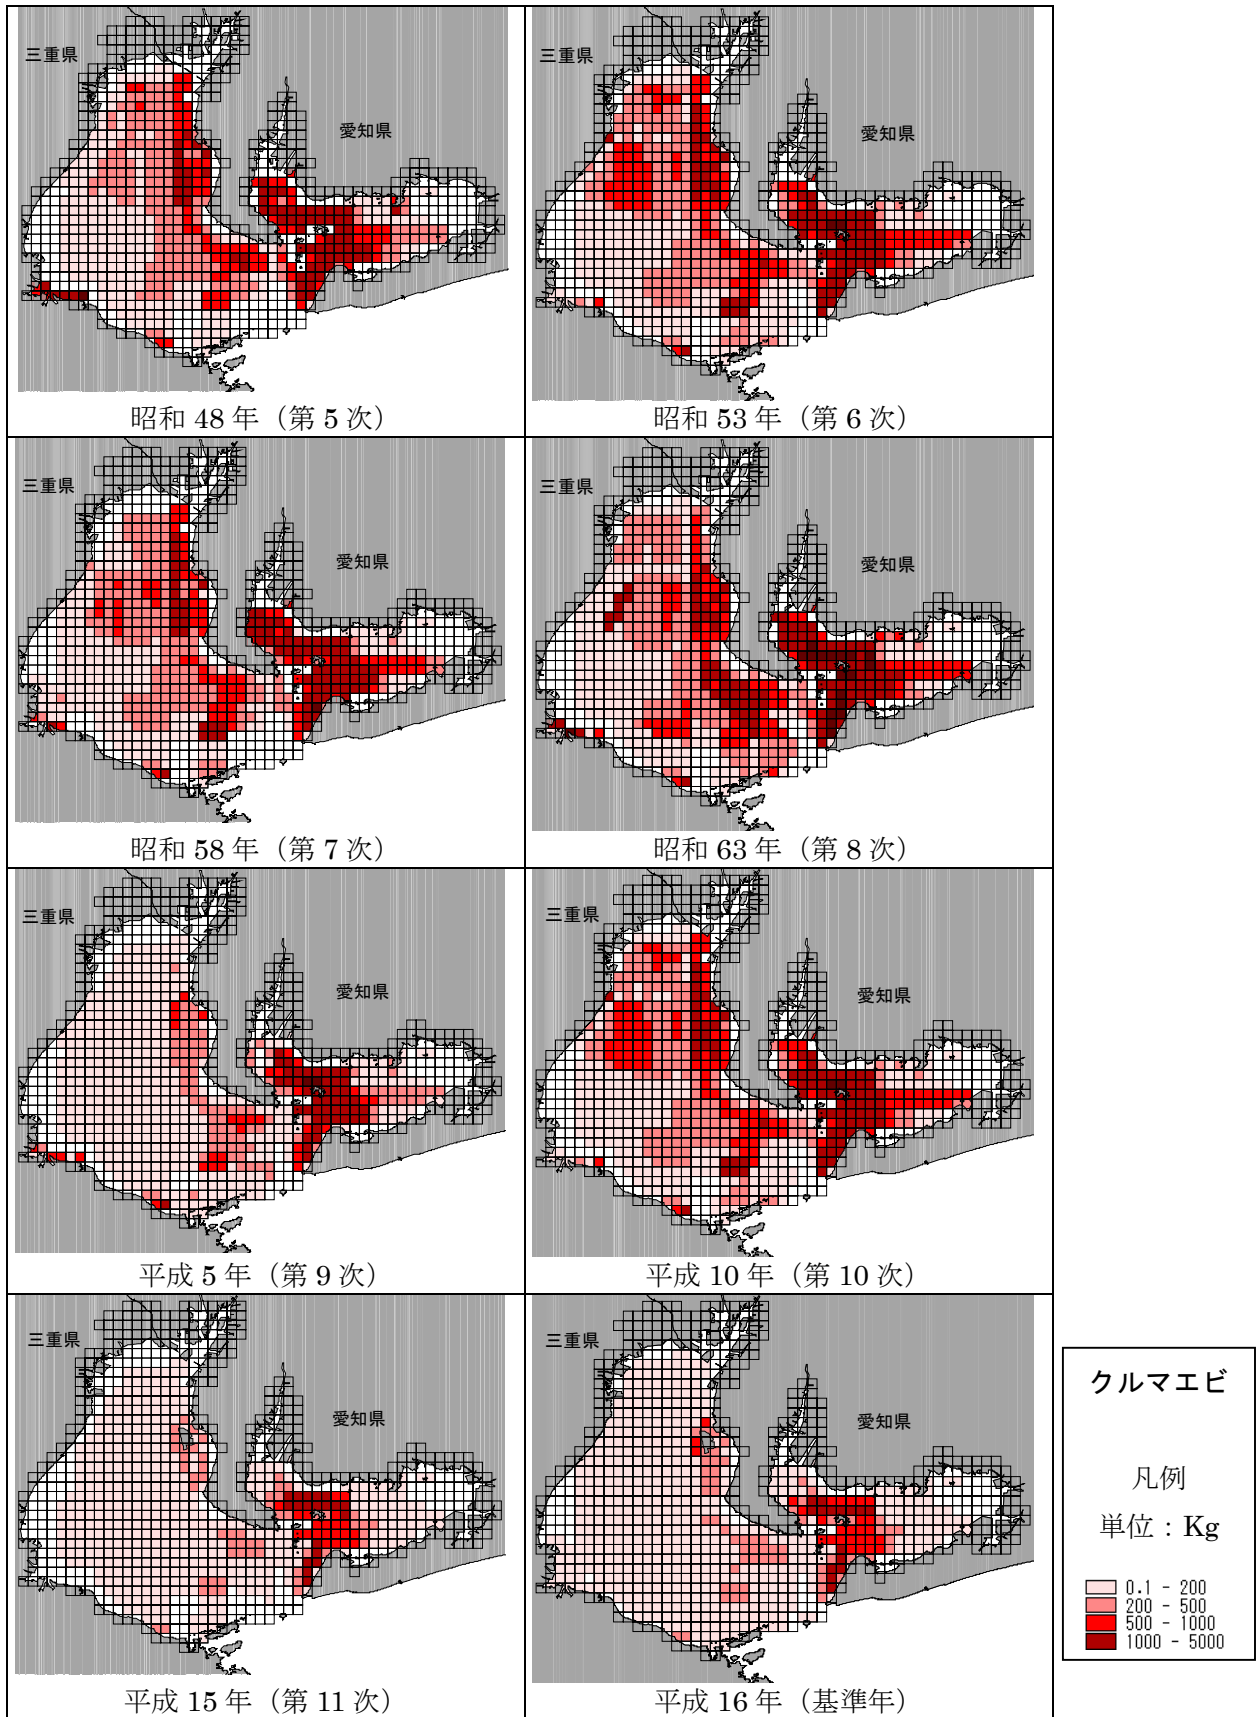 三重県
愛知県
昭和 48 年（第 5 次）
三重県
愛知県
昭和 53 年（第 6 次）
三重県
愛知県
昭和 58 年（第 7 次）
三重県
愛知県
昭和 63 年（第 8 次）
三重県
愛知県
平成 5 年（第 9 次）
三重県
愛知県
平成 10 年（第 10 次）
三重県
愛知県
平成 15 年（第 11 次）
三重県
愛知県
平成 16 年（基準年）
クルマエビ
凡例
単位：Kg
0.1 - 200
200 - 500
500 - 1000
1000 - 5000